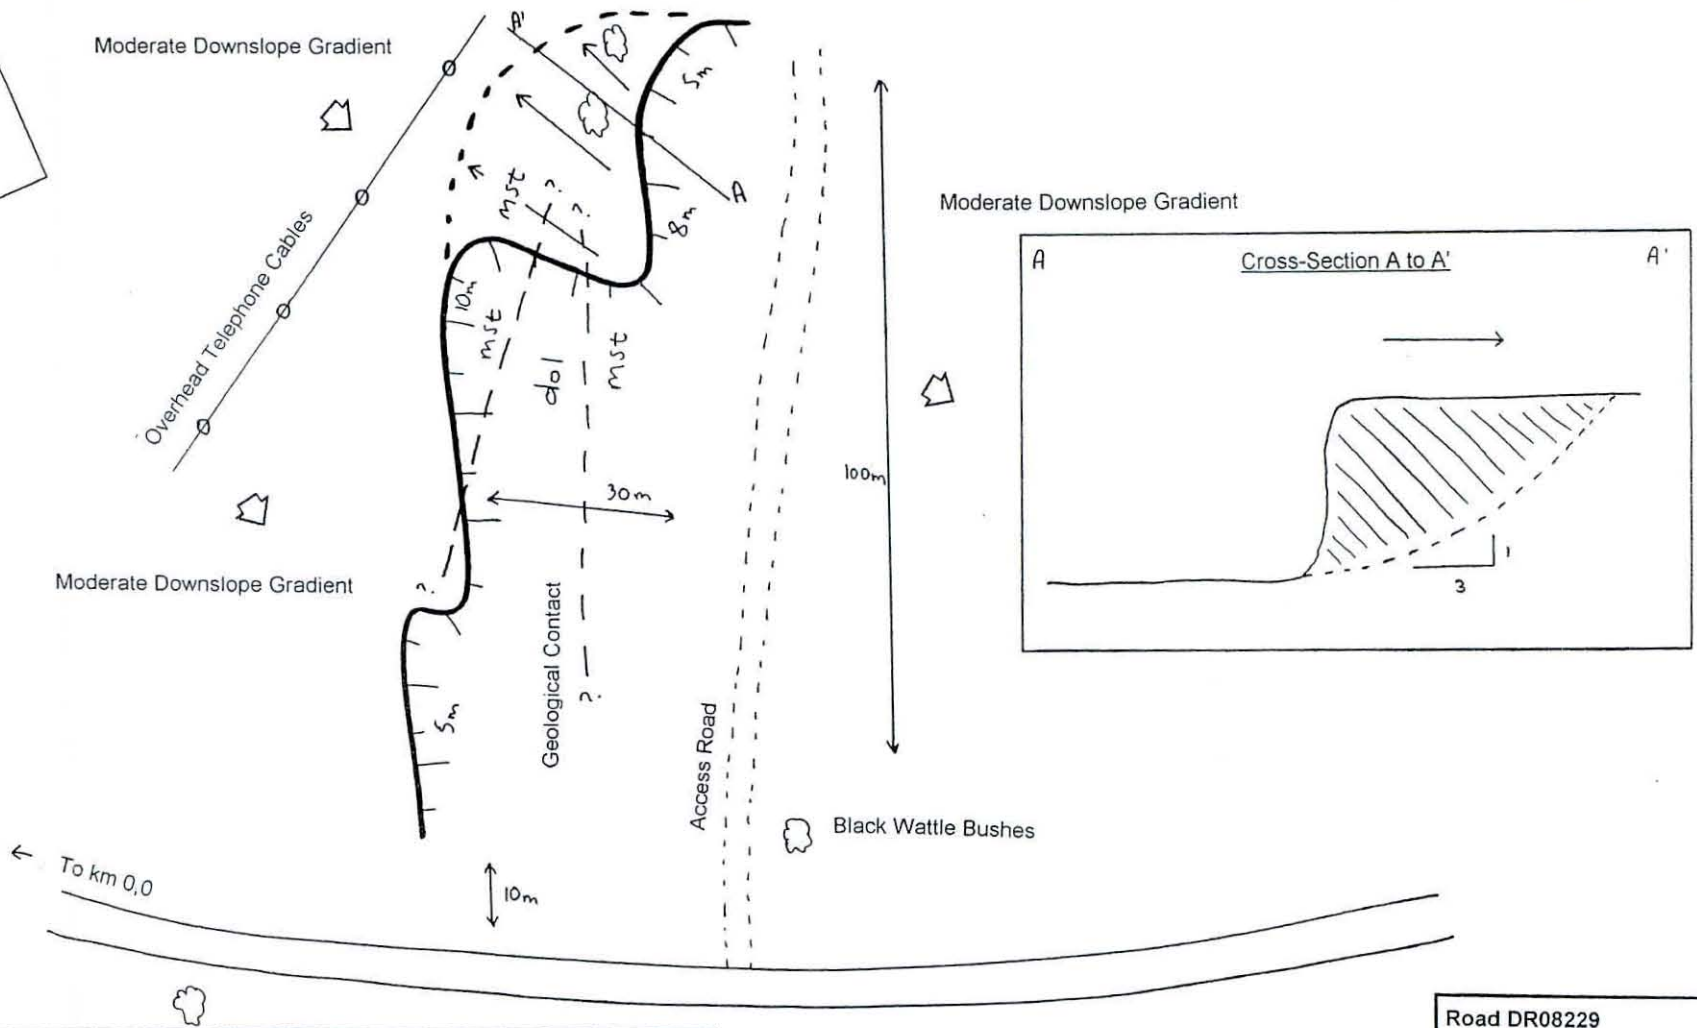 Moderate Downslope Gradient
A'
5m
Overhead Telephone Cables
mst
?
?
A
8m
Moderate Downslope Gradient
A
Cross-Section A to A'
A'
10m
mst
dol
mst
100m
30m
1
3
Moderate Downslope Gradient
?
Geological Contact
?
5m
Access Road
Black Wattle Bushes
To km 0,0
10m
Road DR08229